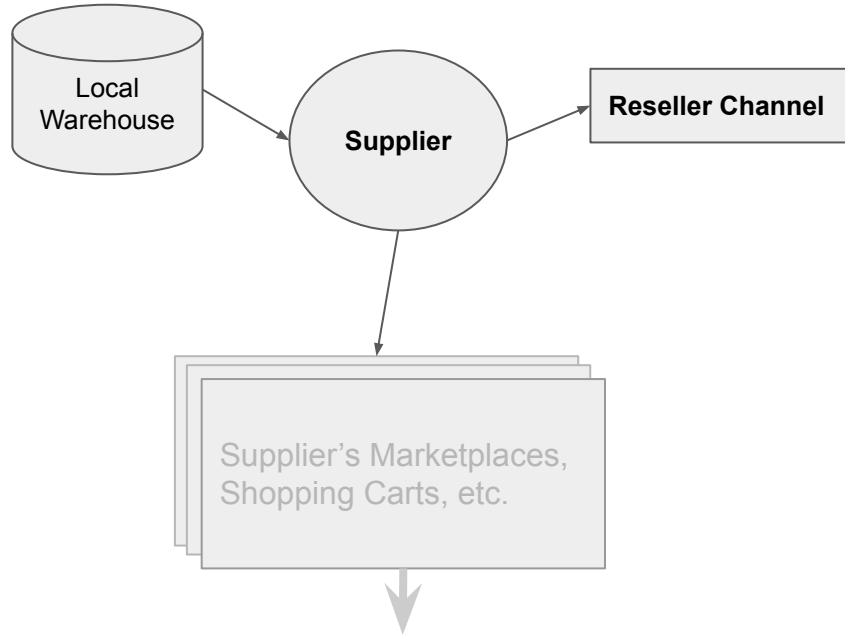 Local
Warehouse
Supplier
Reseller Channel
Supplier’s Marketplaces,
Shopping Carts, etc.